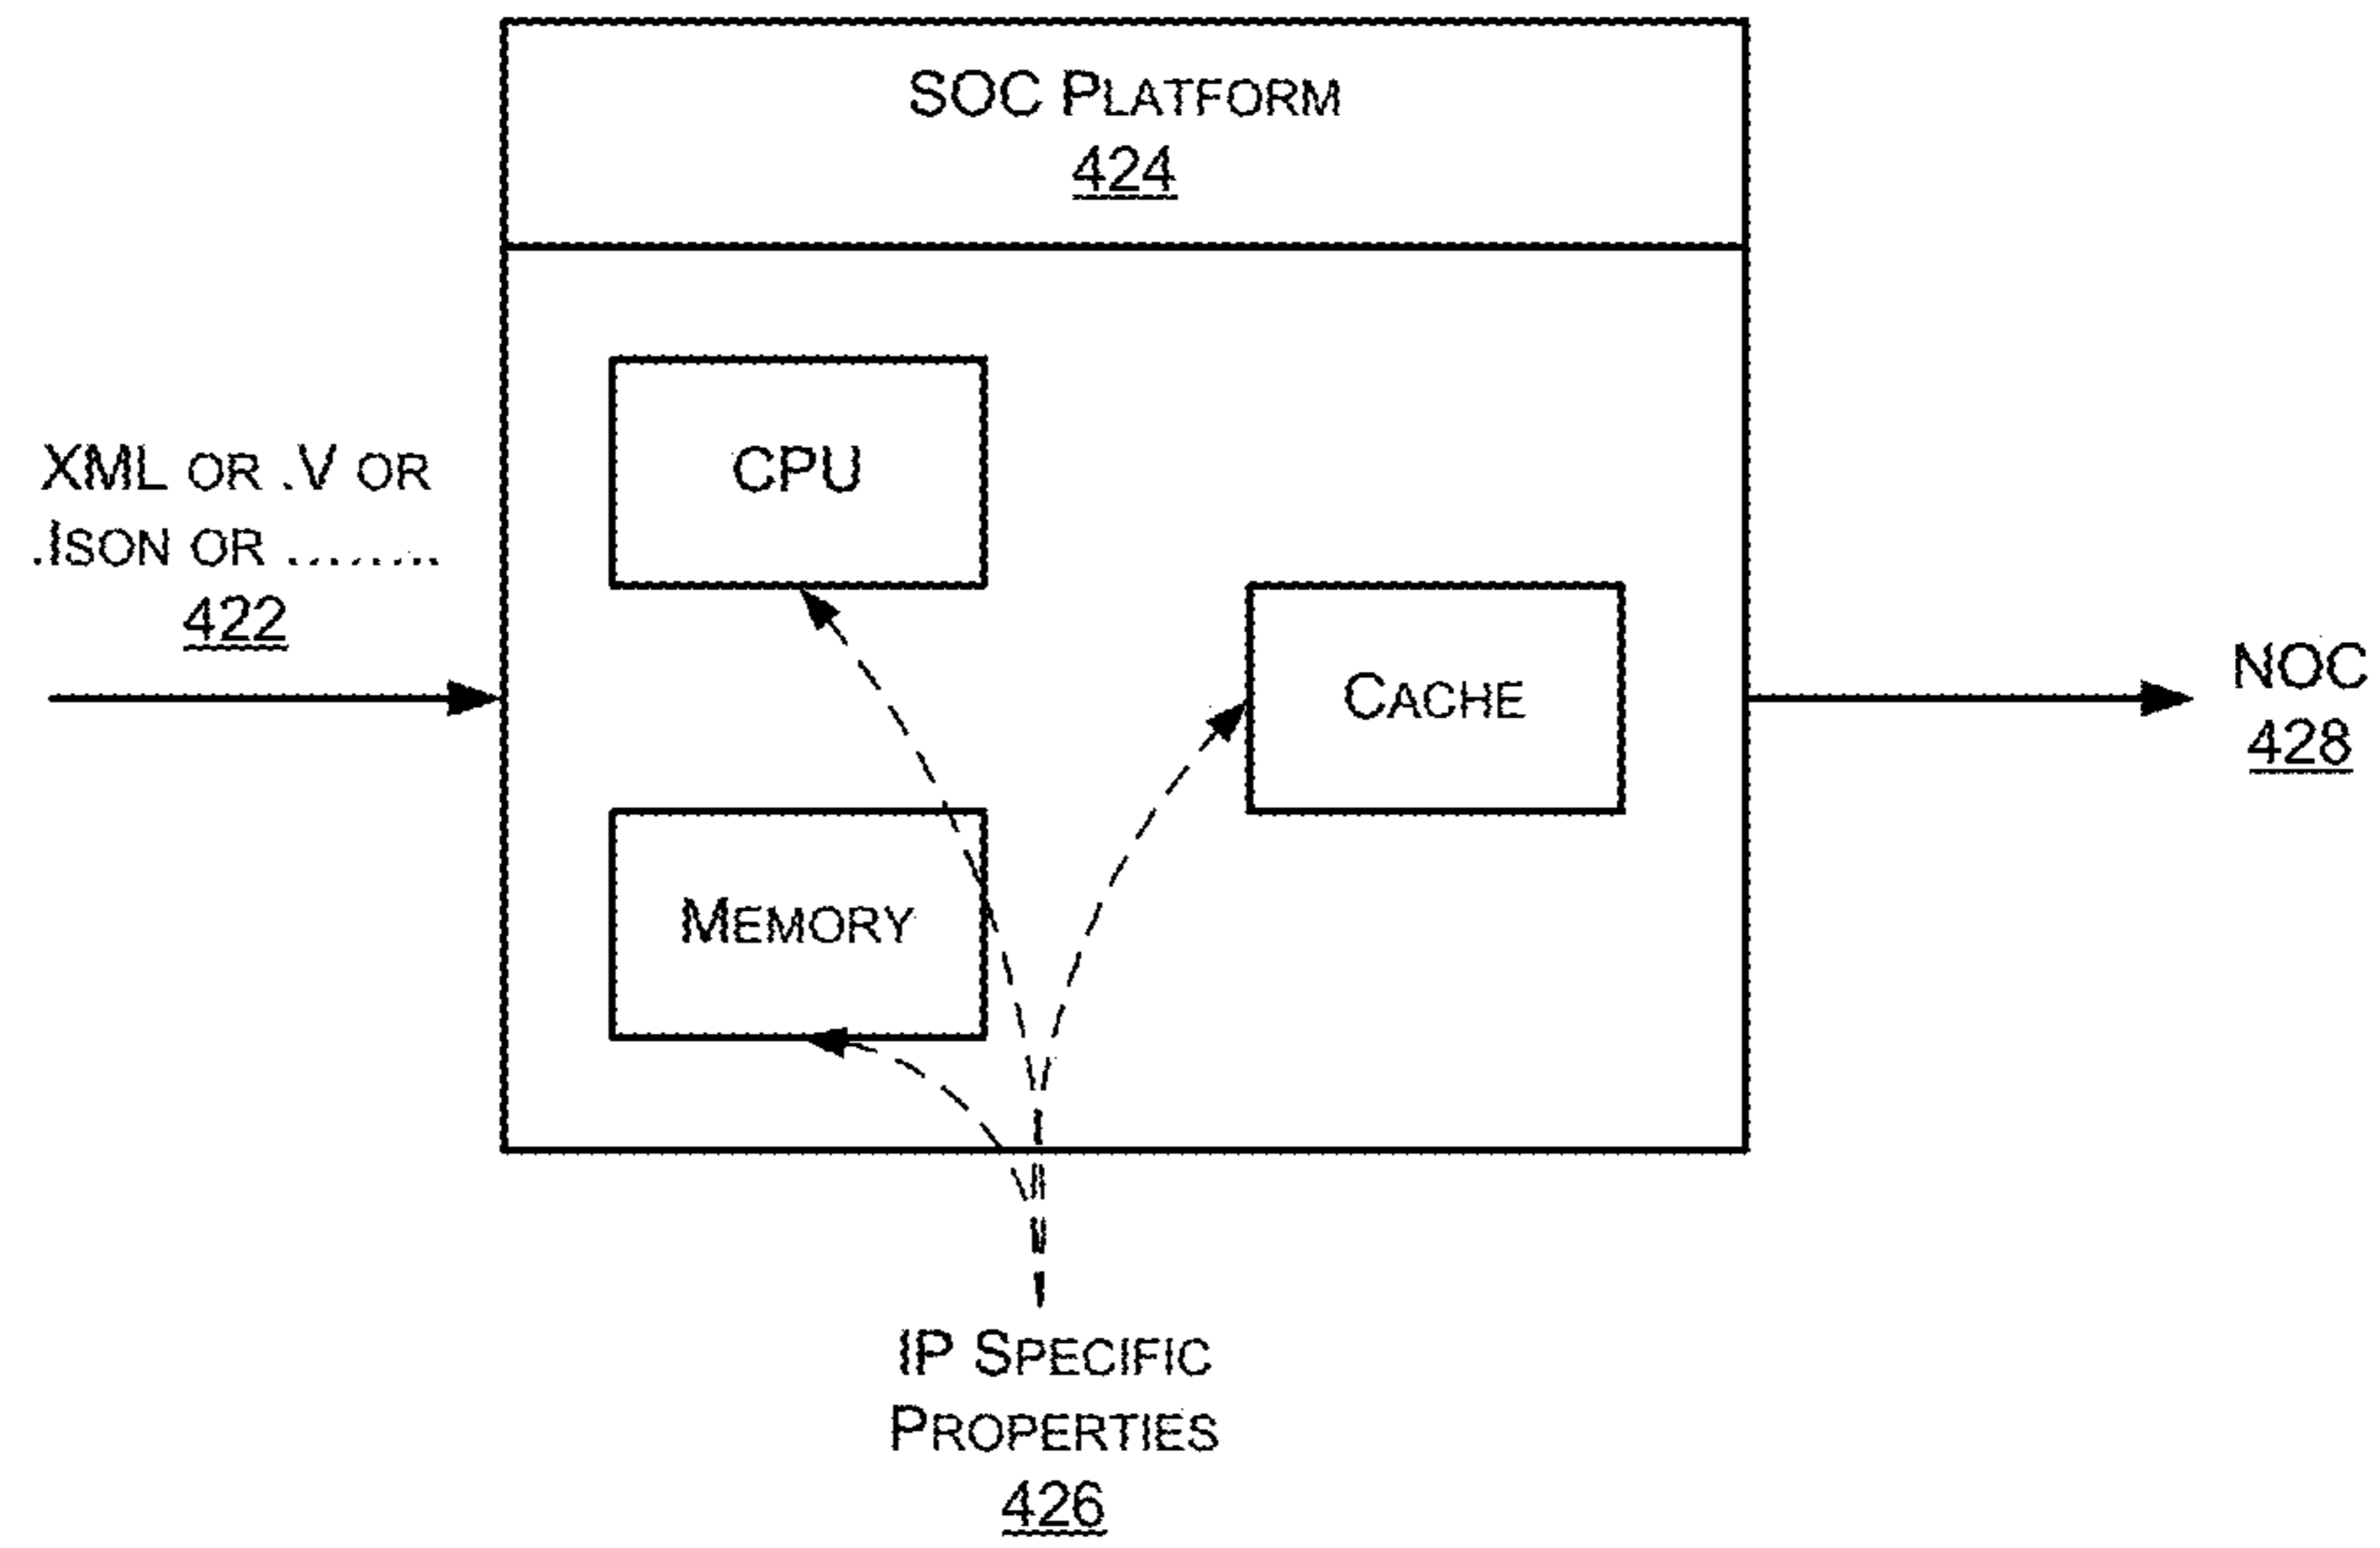 SOC PLATFORM
424
CPU
XML OR .V OR
.ISON OR .........
422
CACHE
NOC
428
MEMORY
IP SPECIFIC
PROPERTIES
426